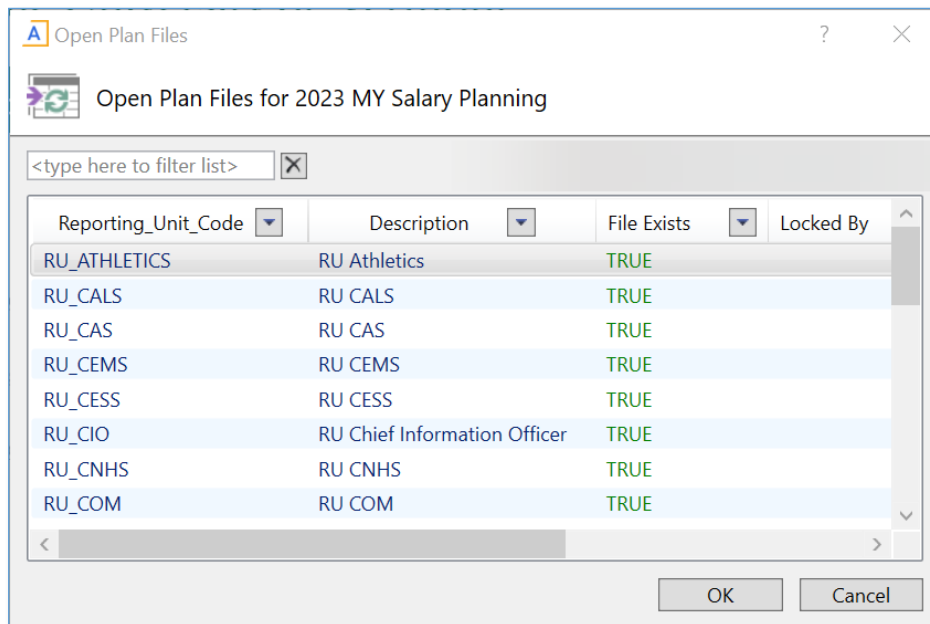 A Open Plan Files ?
Open Plan Files for 2023 MY Salary Planning
<type here to filter list>
Reporting_Unit_Code Description File Exists Locked By
RU_ATHLETICS RU Athletics TRUE
RU_CALS RU CALS TRUE
RU_CAS RU CAS TRUE
RU_CEMS RU CEMS TRUE
RU_CESS RU CESS TRUE
RU_CIO RU Chief Information Officer TRUE
RU_CNHS RU CNHS TRUE
RU_COM RU COM TRUE
OK Cancel